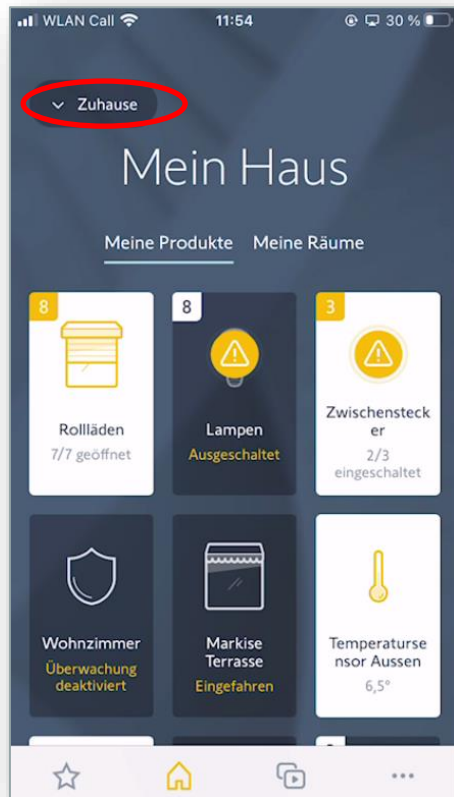 WLAN Call 11:54 30 %
Zuhause
Mein Haus
Meine Produkte Meine Räume
8
8
3
Rollläden
7/7 geöffnet
Lampen
Ausgeschaltet
Zwischensteck
er
2/3
eingeschaltet
Wohnzimmer
Überwachung
deaktiviert
Markise
Terrasse
Eingefahren
Temperaturse
nsor Aussen
6,5°